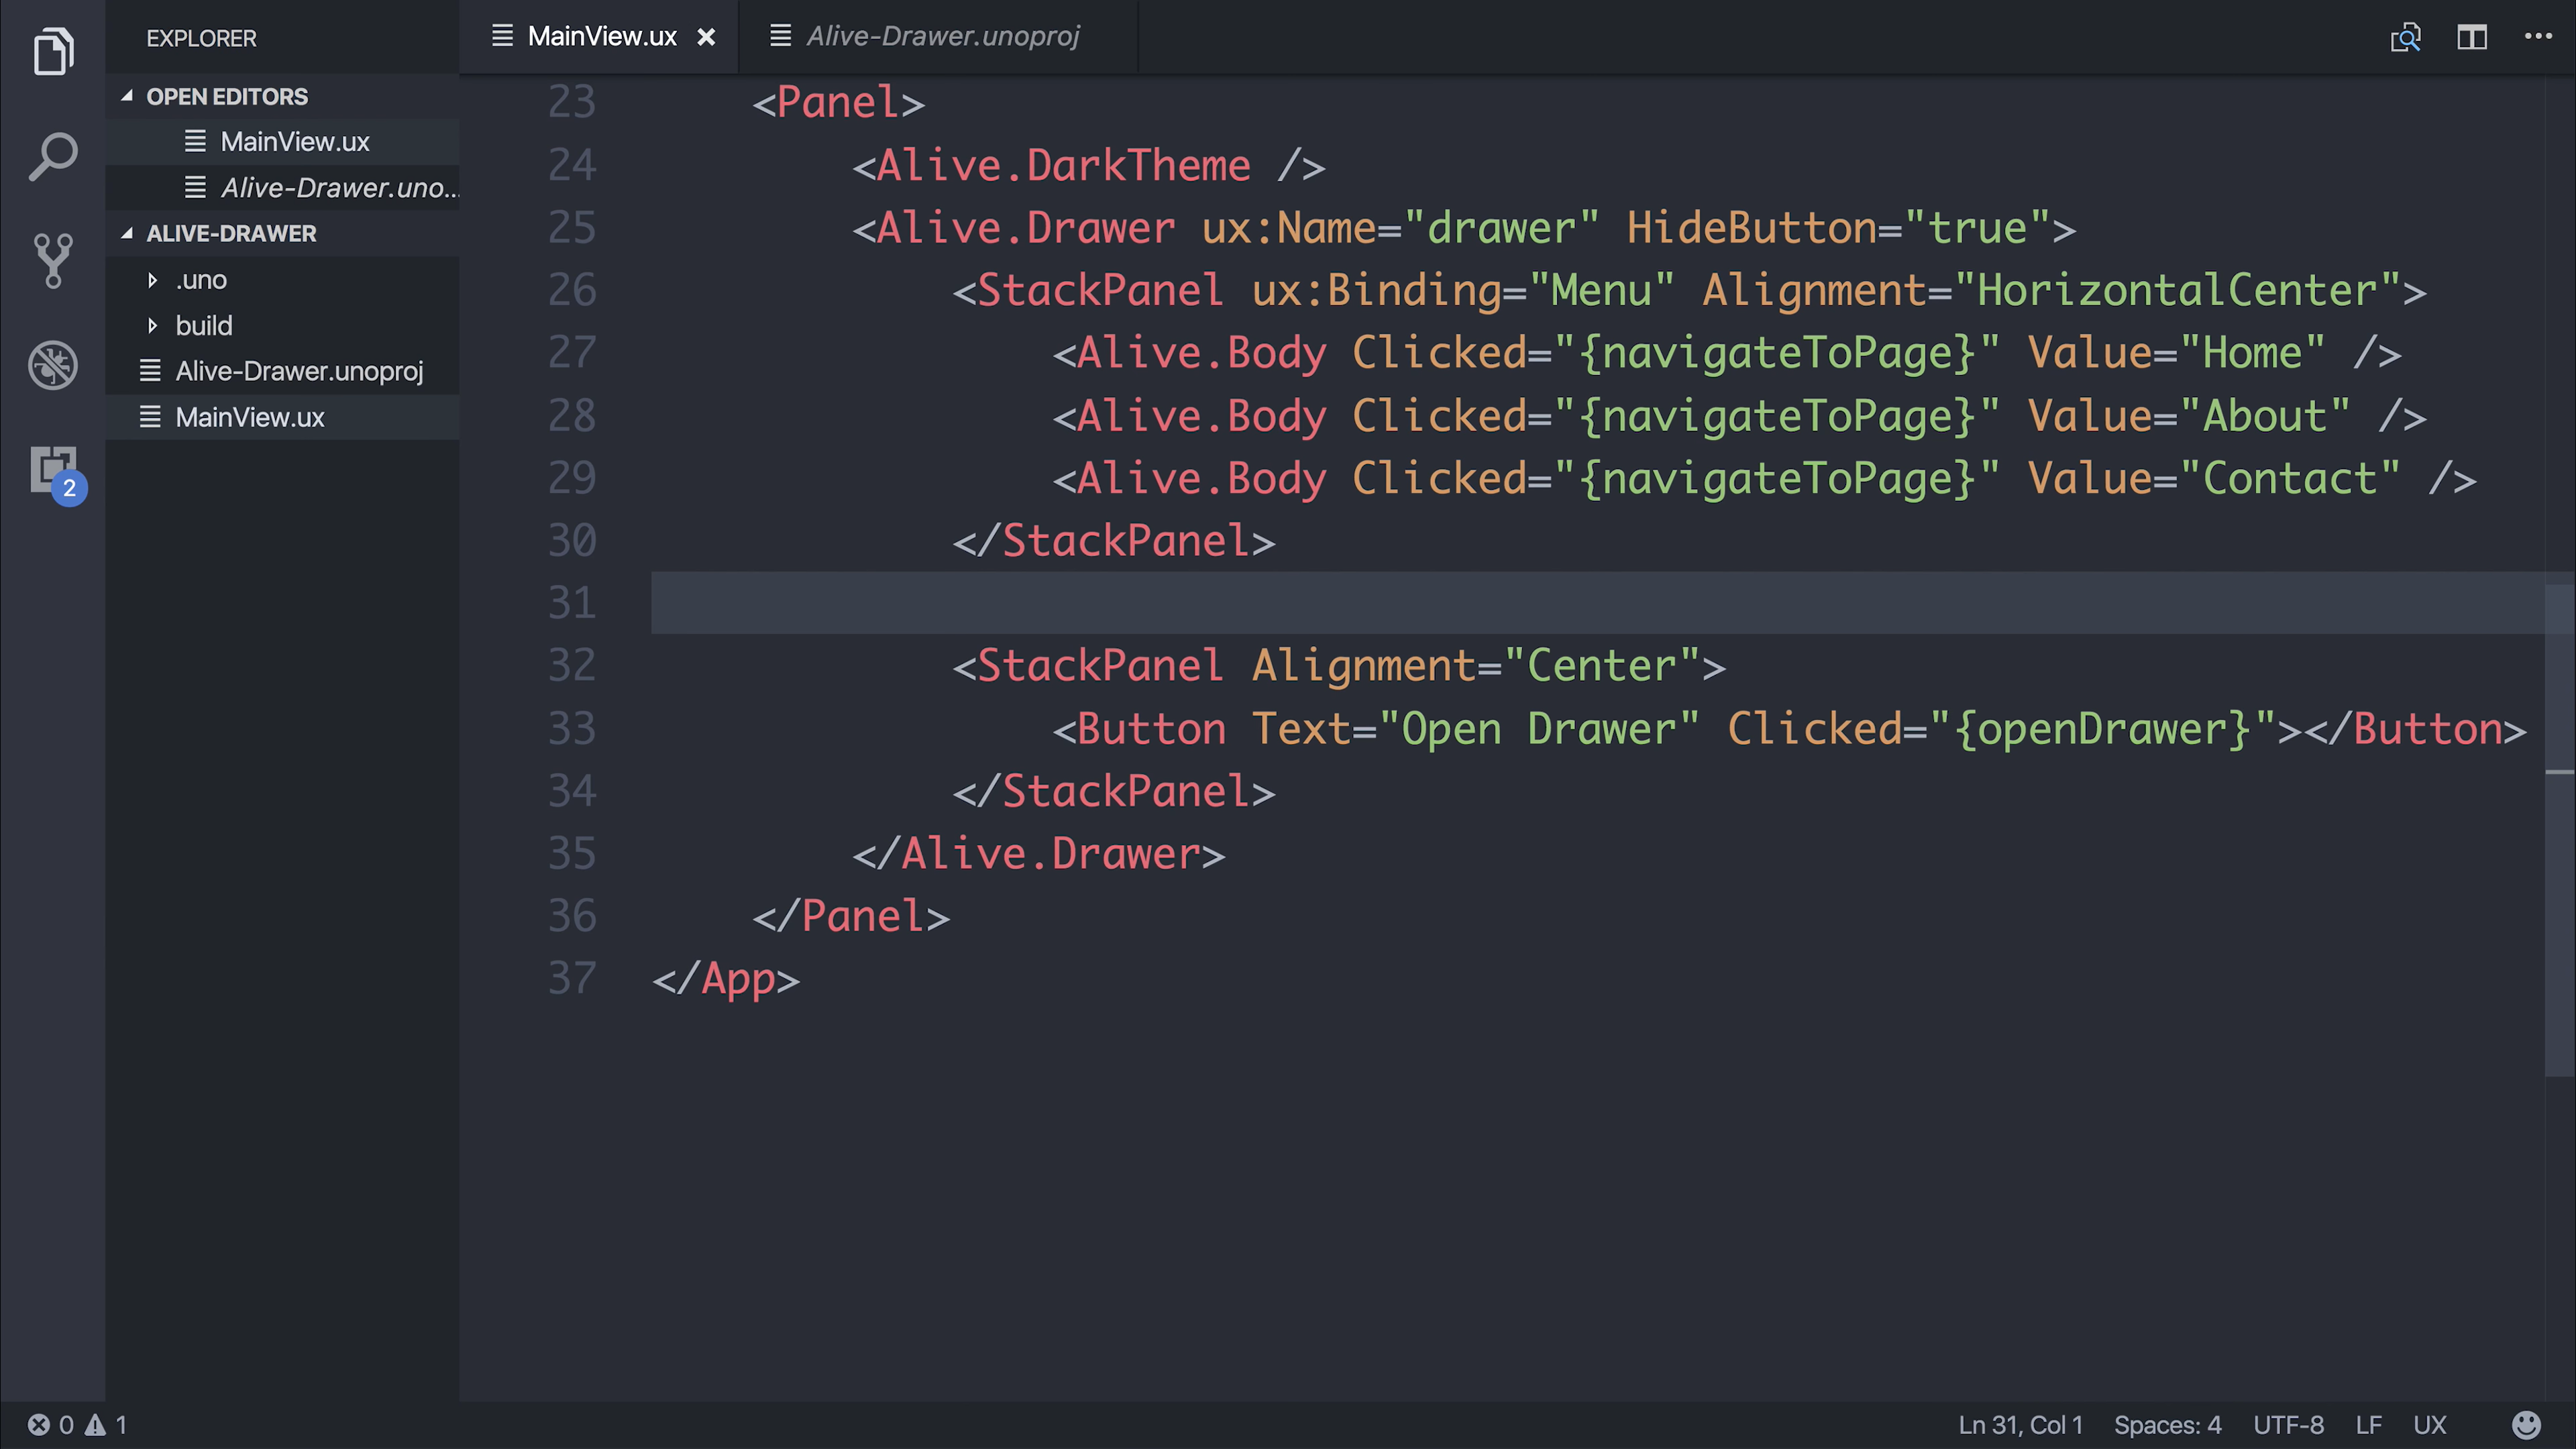 EXPLORER
OPEN EDITORS
MainView.ux
Alive-Drawer.uno...
ALIVE-DRAWER
.uno
build
Alive-Drawer.unoproj
MainView.ux
2
MainView.ux
Alive-Drawer.unoproj
23 <Panel>
24 <Alive.DarkTheme />
25 <Alive.Drawer ux:Name="drawer" HideButton="true">
26 <StackPanel ux:Binding="Menu" Alignment="HorizontalCenter">
27 <Alive.Body Clicked="{navigateToPage}" Value="Home" />
28 <Alive.Body Clicked="{navigateToPage}" Value="About" />
29 <Alive.Body Clicked="{navigateToPage}" Value="Contact" />
30 </StackPanel>
31
32 <StackPanel Alignment="Center">
33 <Button Text="Open Drawer" Clicked="{openDrawer}"></Button>
34 </StackPanel>
35 </Alive.Drawer>
36 </Panel>
37 </App>
0 1 Ln 31, Col 1 Spaces: 4 UTF-8 LF UX